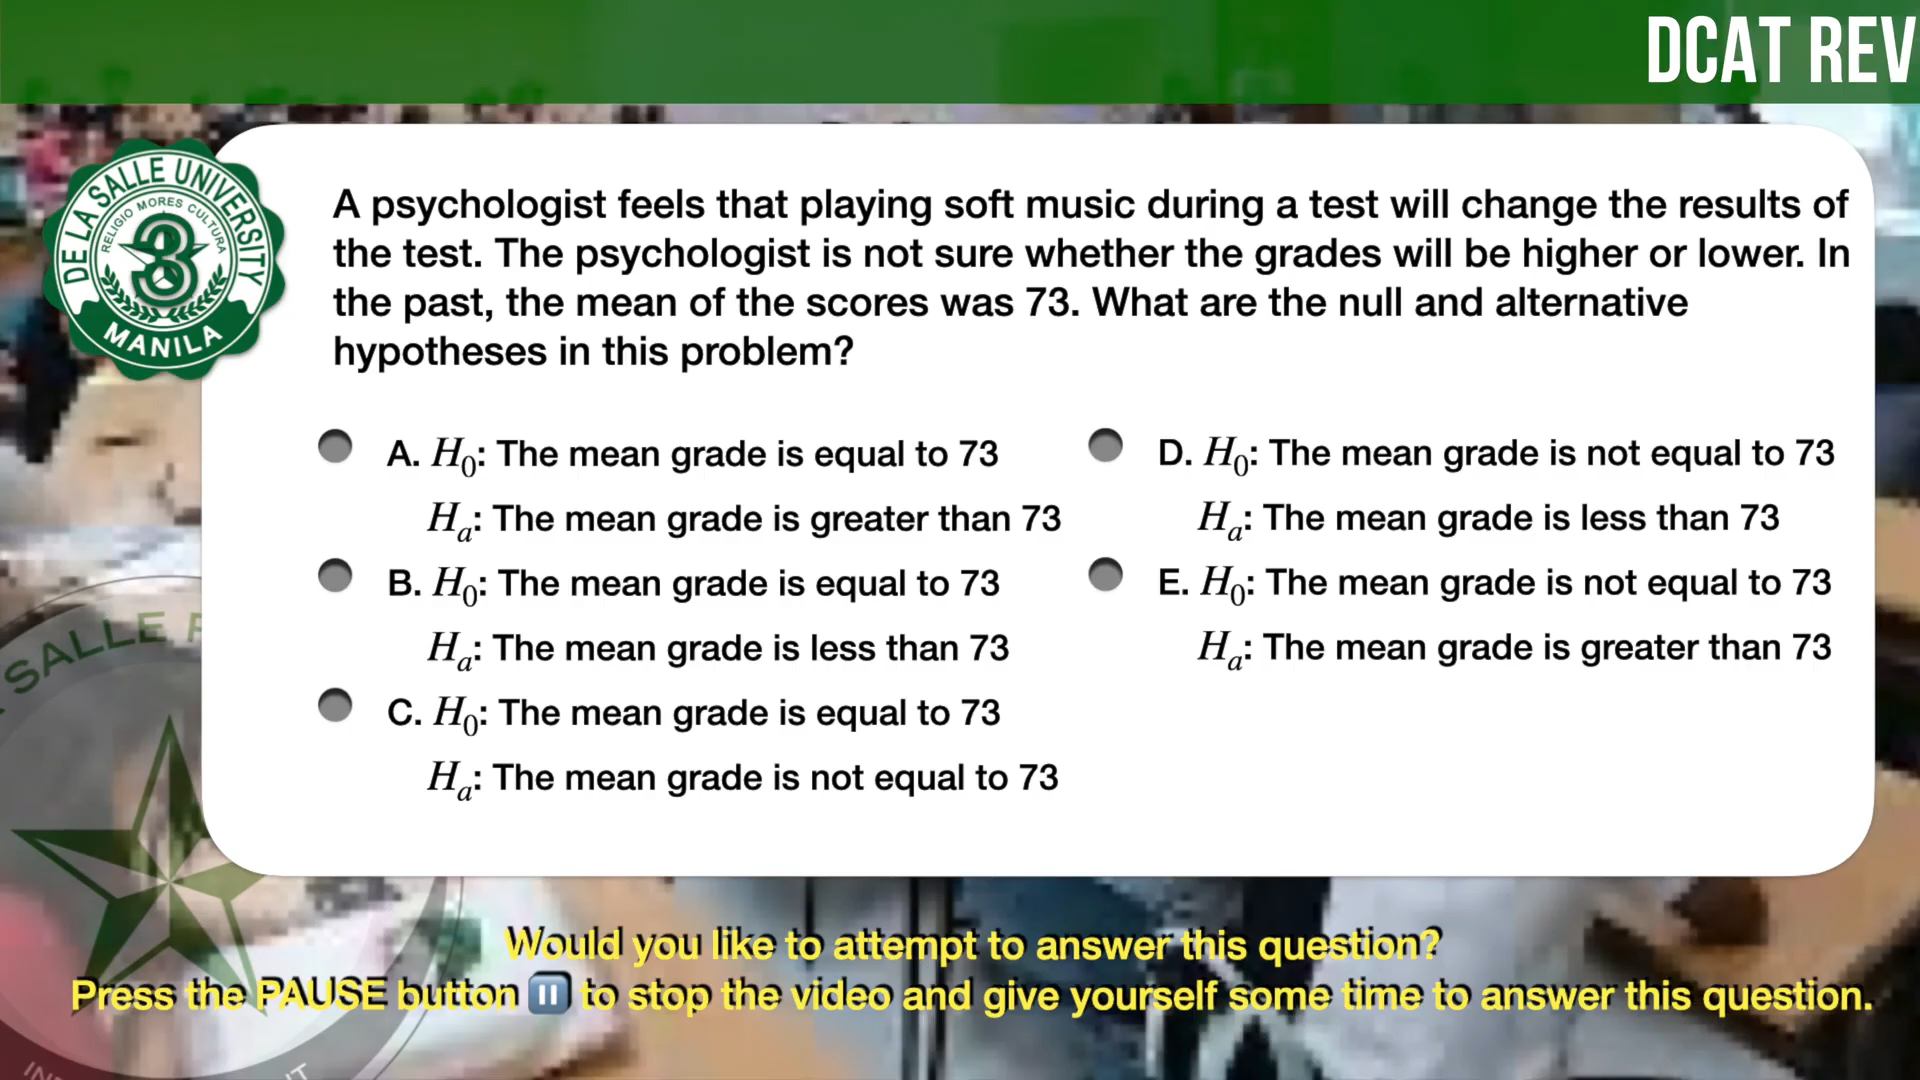 DCAT REV
DE LA SALLE UNIVERSITY
RELIGIO MORES CULTURA
3
MANILA
A psychologist feels that playing soft music during a test will change the results of
the test. The psychologist is not sure whether the grades will be higher or lower. In
the past, the mean of the scores was 73. What are the null and alternative
hypotheses in this problem?
A. H₀: The mean grade is equal to 73
Hₐ: The mean grade is greater than 73
B. H₀: The mean grade is equal to 73
Hₐ: The mean grade is less than 73
C. H₀: The mean grade is equal to 73
Hₐ: The mean grade is not equal to 73
D. H₀: The mean grade is not equal to 73
Hₐ: The mean grade is less than 73
E. H₀: The mean grade is not equal to 73
Hₐ: The mean grade is greater than 73
SALLE
Would you like to attempt to answer this question?
Press the PAUSE button ⏸ to stop the video and give yourself some time to answer this question.